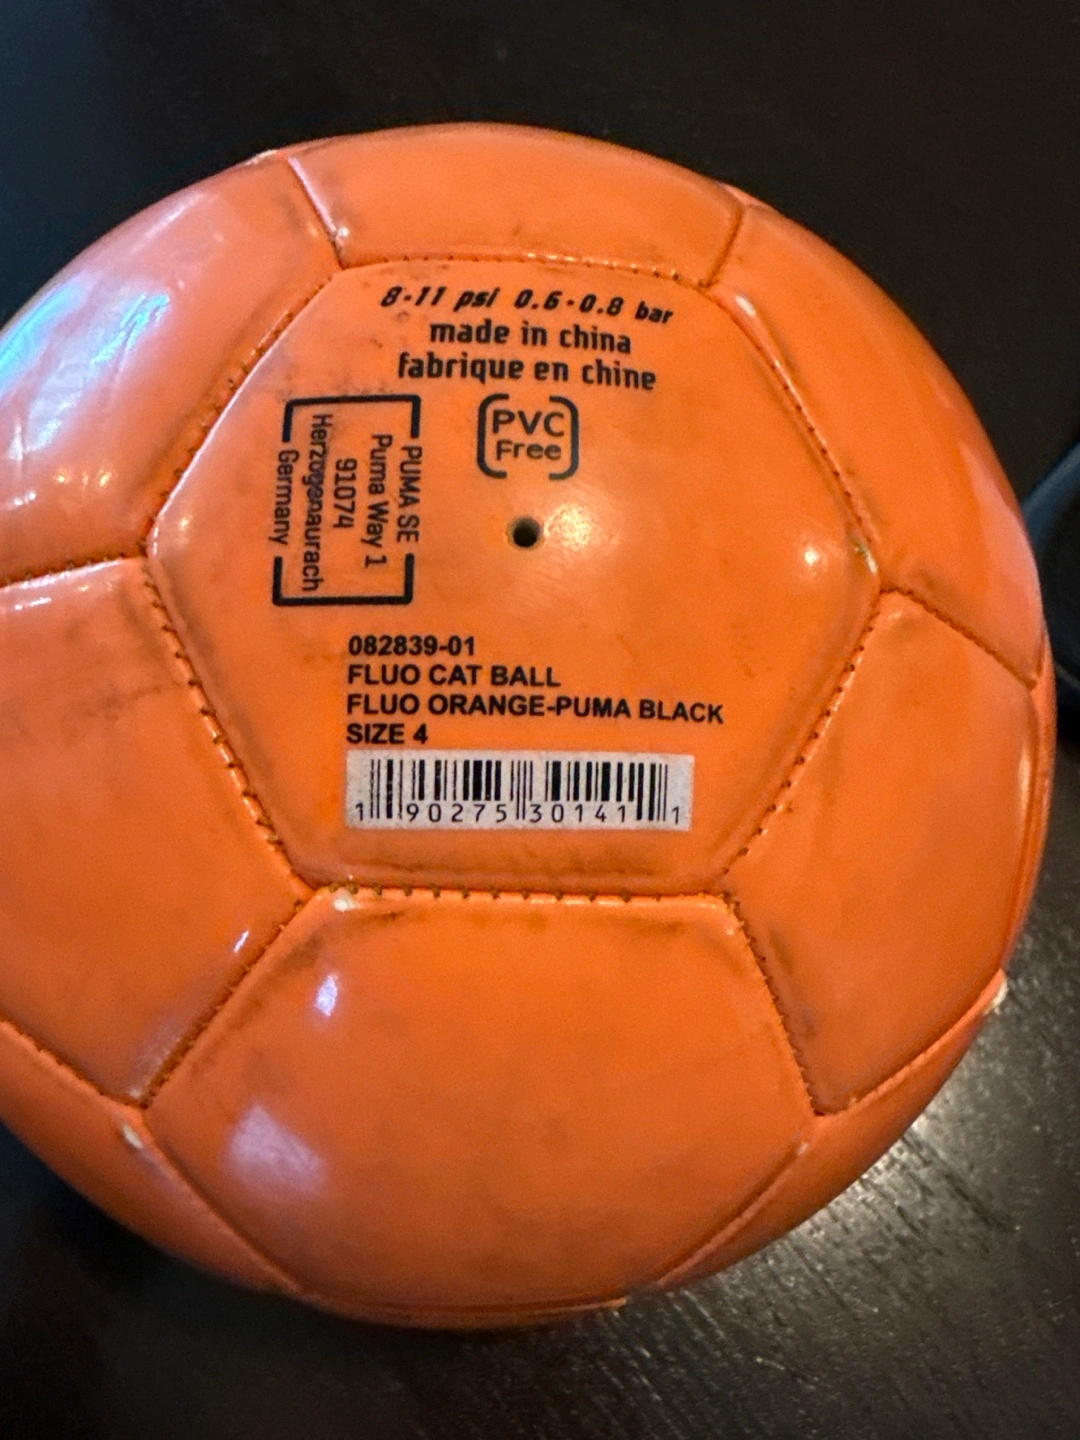 8-11 psi 0.6-0.8 bar
made in china
fabrique en chine
PVC
Free
PUMA SE
Puma Way 1
91074
Herzogenaurach
Germany
082839-01
FLUO CAT BALL
FLUO ORANGE-PUMA BLACK
SIZE 4
1 90275 30141 1